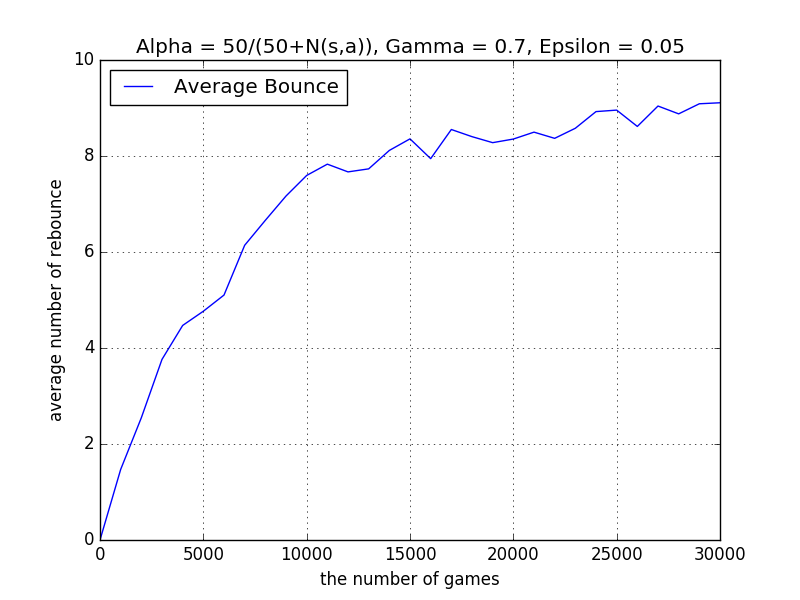 Alpha = 50/(50+N(s,a)), Gamma = 0.7, Epsilon = 0.05
10
Average Bounce
8
6
4
2
0
average number of rebounce
0 5000 10000 15000 20000 25000 30000
the number of games